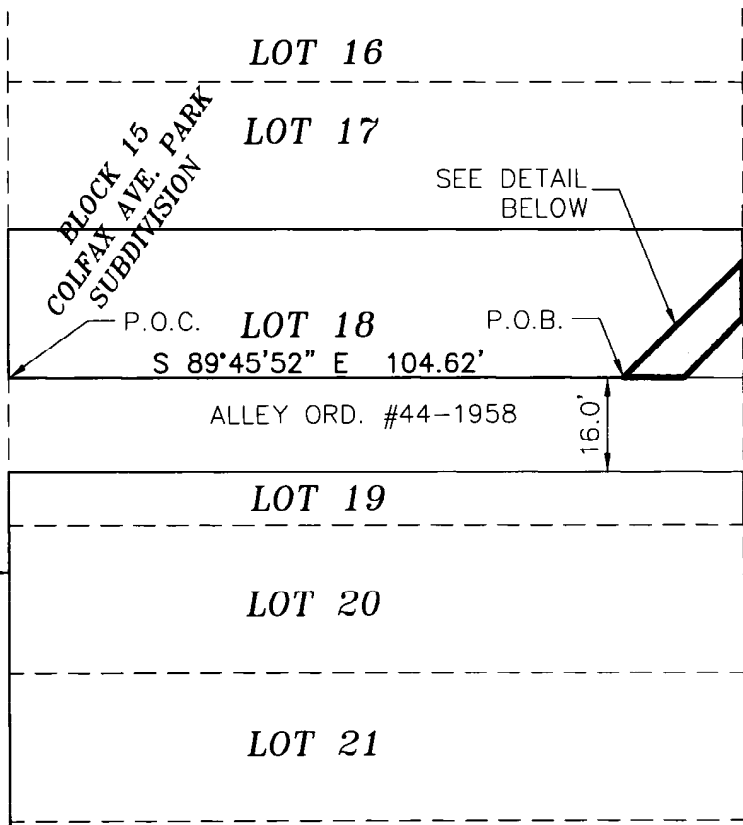 LOT 16
BLOCK 15
COLFAX AVE. PARK
SUBDIVISION
LOT 17
SEE DETAIL
BELOW
P.O.C.
LOT 18
P.O.B.
S 89°45'52" E 104.62'
ALLEY ORD. #44-1958
16.0'
LOT 19
LOT 20
LOT 21